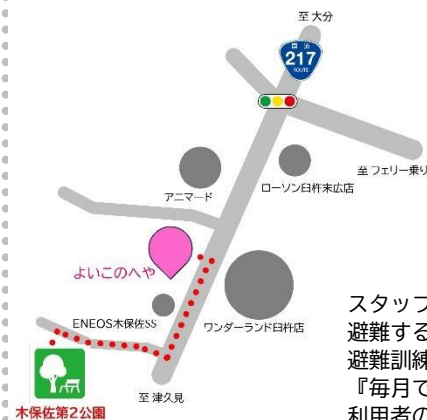 至 大分
217
ROUTE
至 フェリー乗り
ローソン臼杵末広店
アニマード
よいこのへや
ENEOS木保佐SS
ワンダーランド臼杵店
至 津久見
木保佐第2公園
スタッフ
避難する
避難訓練
『毎月て
利用者の